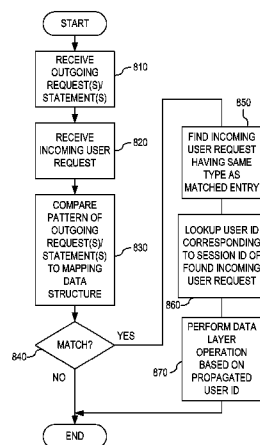 START
RECEIVE
OUTGOING
REQUEST(S)/
STATEMENT(S)
810
RECEIVE
INCOMING USER
REQUEST
820
COMPARE
PATTERN OF
OUTGOING
REQUEST(S)/
STATEMENT(S)
TO MAPPING
DATA
STRUCTURE
830
MATCH?
840
YES
NO
850
FIND INCOMING
USER REQUEST
HAVING SAME
TYPE AS
MATCHED ENTRY
LOOKUP USER ID
CORRESPONDING
TO SESSION ID OF
FOUND INCOMING
USER REQUEST
860
PERFORM DATA
LAYER
OPERATION
BASED ON
PROPAGATED
USER ID
870
END